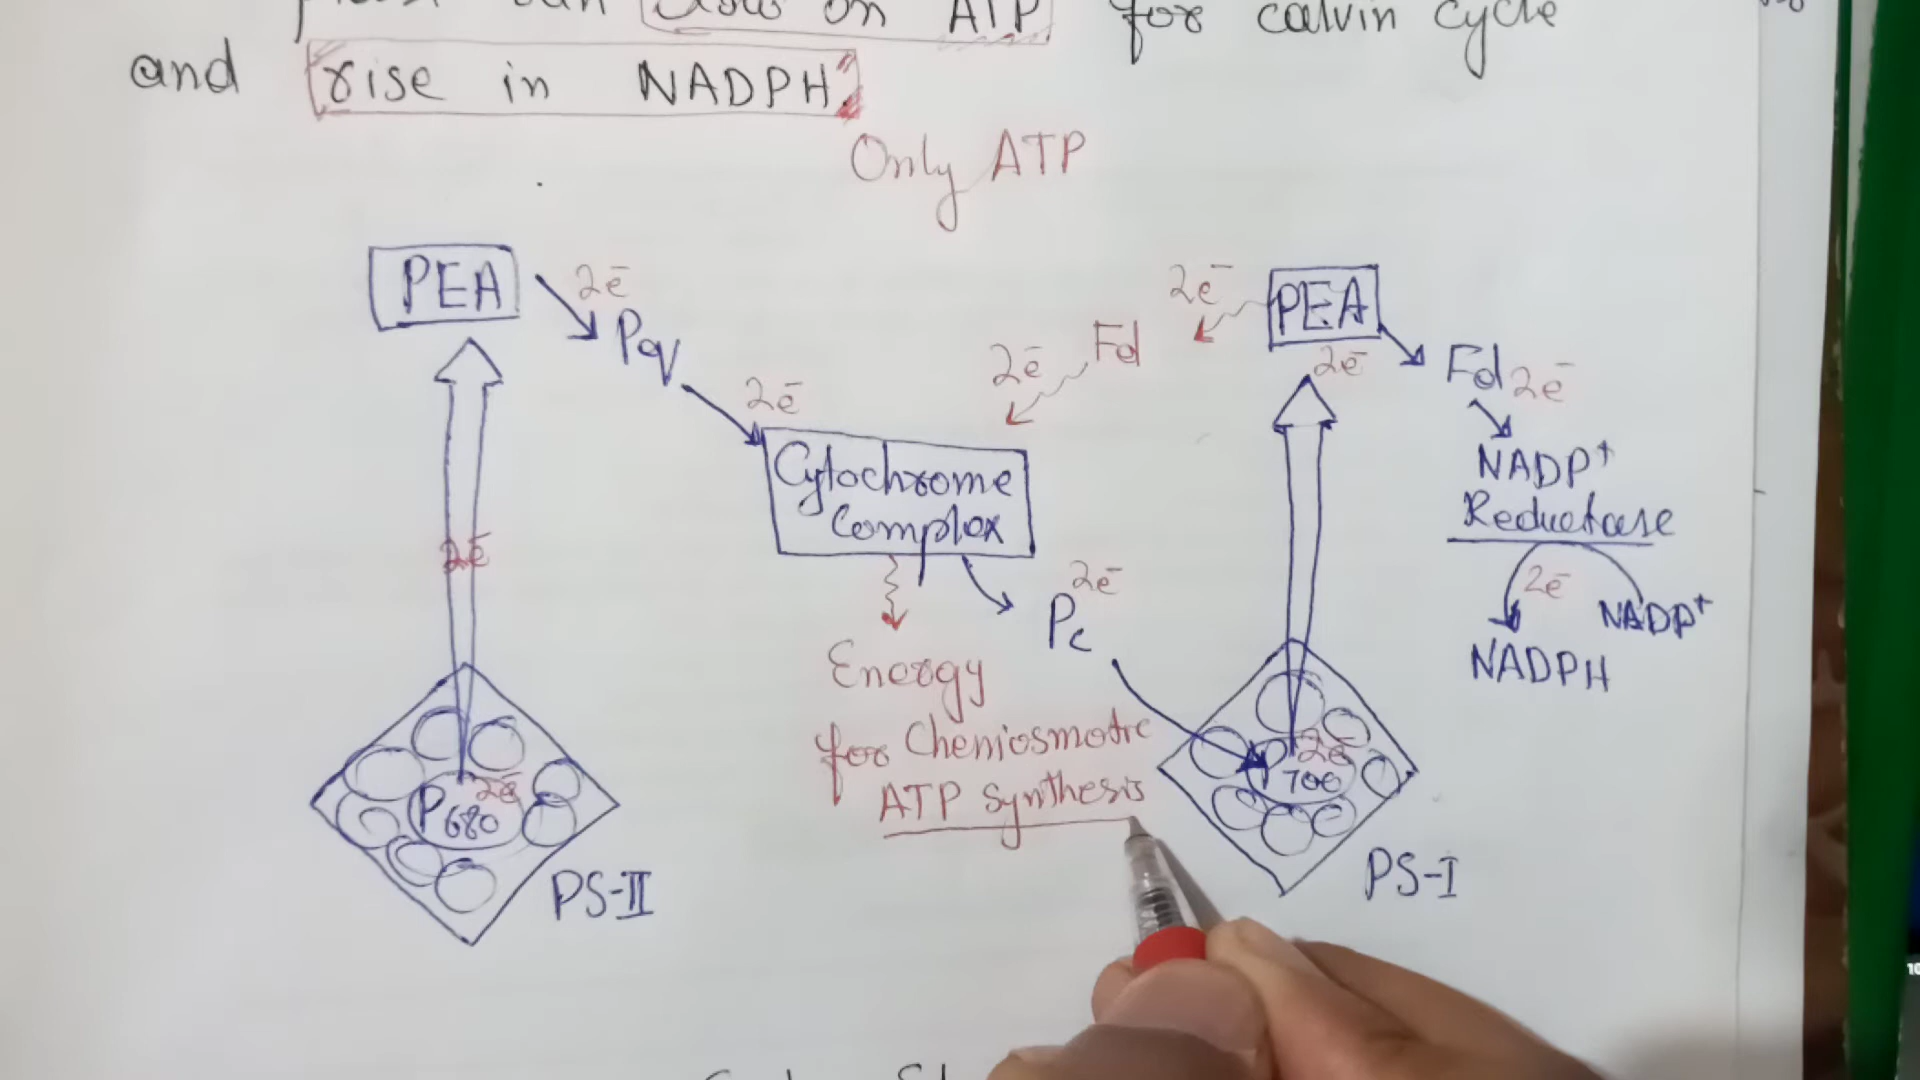 on ATP for calvin cycle
and rise in NADPH
Only ATP
PEA
2e⁻
Pq
2e⁻
2e⁻
PEA
2e⁻
Fd
2e⁻
Fd 2e⁻
Cytochrome
Complex
NADP⁺
Reductase
2e⁻
2e⁻
Pc
2e⁻
NADP⁺
NADPH
Energy
for Chemiosmotic
ATP Synthesis
2e⁻
P680
PS-II
2e⁻
P700
PS-I